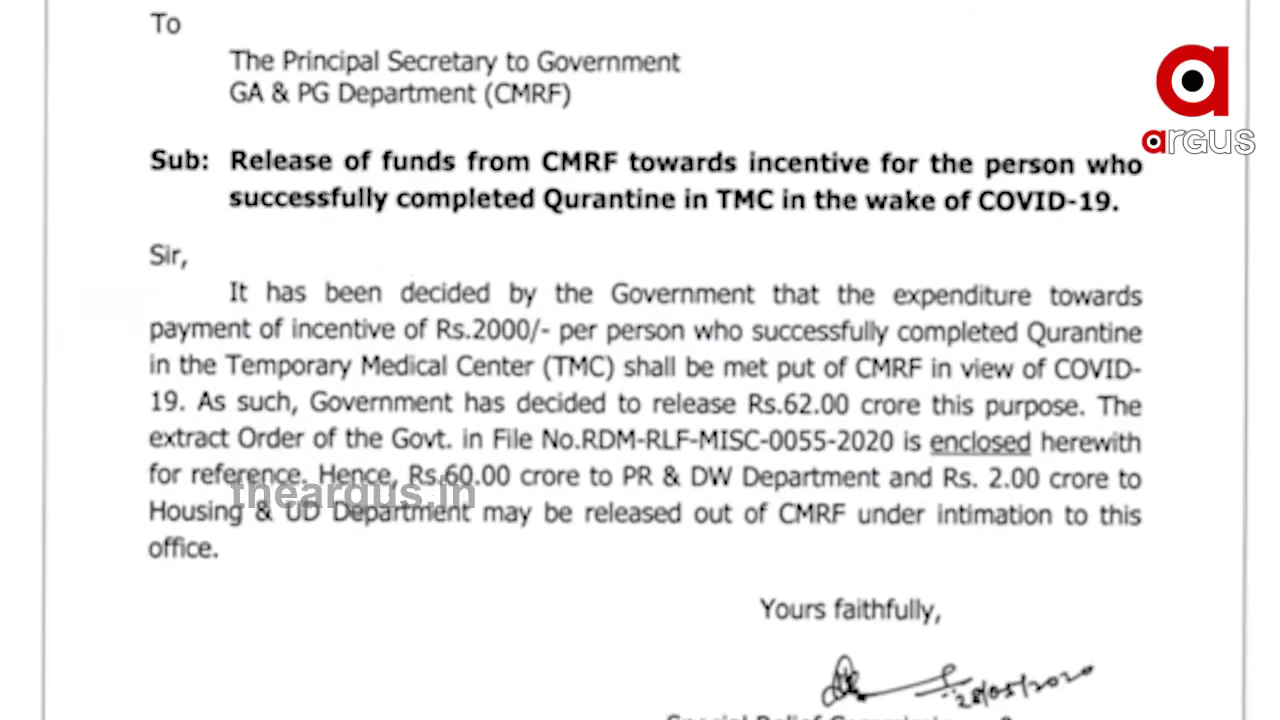 To
The Principal Secretary to Government
GA & PG Department (CMRF)
Sub: Release of funds from CMRF towards incentive for the person who
successfully completed Qurantine in TMC in the wake of COVID-19.
Sir,
It has been decided by the Government that the expenditure towards
payment of incentive of Rs.2000/- per person who successfully completed Qurantine
in the Temporary Medical Center (TMC) shall be met put of CMRF in view of COVID-
19. As such, Government has decided to release Rs.62.00 crore this purpose. The
extract Order of the Govt. in File No.RDM-RLF-MISC-0055-2020 is enclosed herewith
for reference. Hence, Rs.60.00 crore to PR & DW Department and Rs. 2.00 crore to
Housing & UD Department may be released out of CMRF under intimation to this
office.
Yours faithfully,
28/05/2020
Special Relief
argus
theargus.in